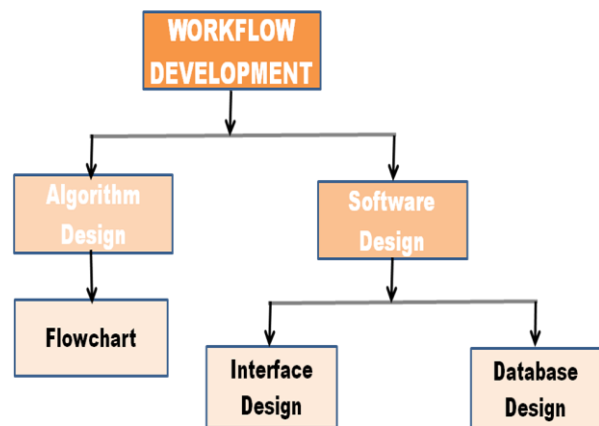 WORKFLOW
DEVELOPMENT
Algorithm
Design
Software
Design
Flowchart
Interface
Design
Database
Design